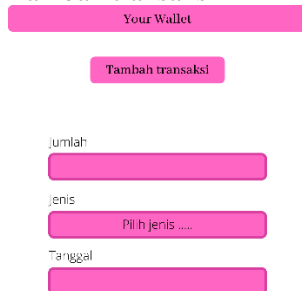 Your Wallet
Tambah transaksi
Jumlah
Jenis
Pilih jenis .....
Tanggal